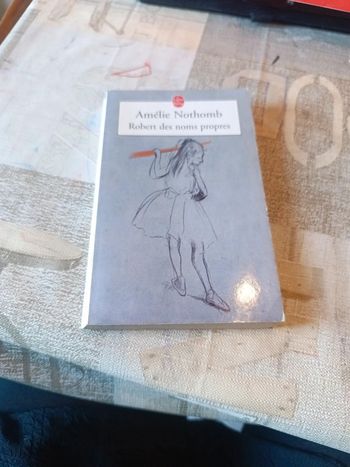 Amélie Nothomb
Robert des noms propres